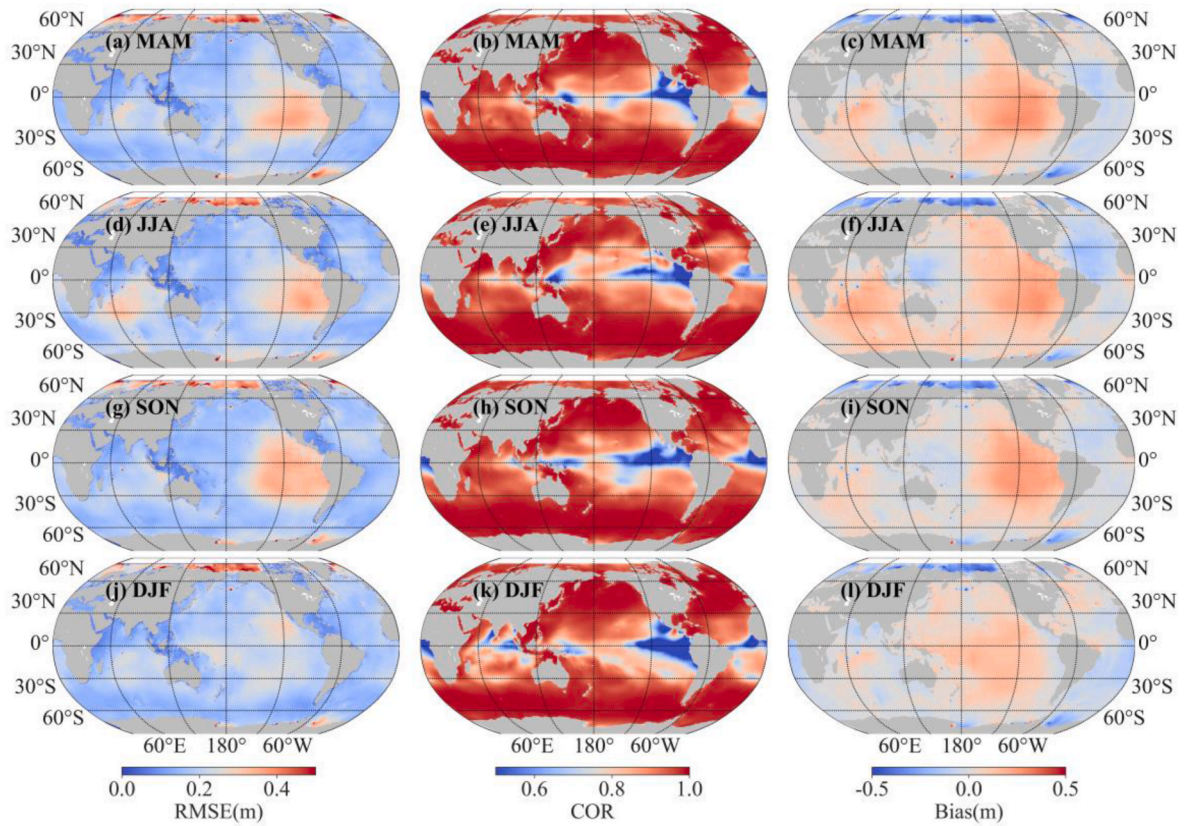 60°N
(a) MAM
(b) MAM
(c) MAM
60°N
30°N
30°N
0°
0°
30°S
30°S
60°S
60°S
60°N
(d) JJA
(e) JJA
(f) JJA
60°N
30°N
30°N
0°
0°
30°S
30°S
60°S
60°S
60°N
(g) SON
(h) SON
(i) SON
60°N
30°N
30°N
0°
0°
30°S
30°S
60°S
60°S
60°N
(j) DJF
(k) DJF
(l) DJF
60°N
30°N
30°N
0°
0°
30°S
30°S
60°S
60°S
60°E 180° 60°W 60°E 180° 60°W 60°E 180° 60°W
0.0 0.2 0.4 0.6 0.8 1.0 -0.5 0.0 0.5
RMSE(m) COR Bias(m)